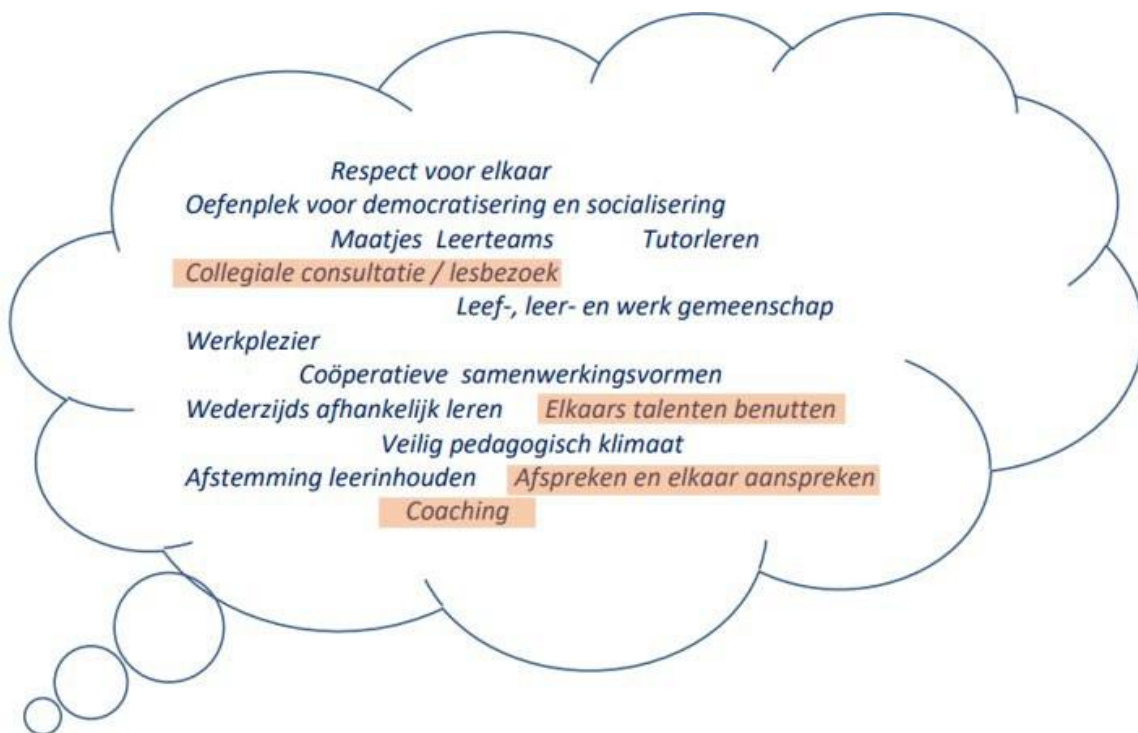 Respect voor elkaar
Oefenplek voor democratisering en socialisering
Maatjes Leerteams Tutorleren
Collegiale consultatie / lesbezoek
Leef-, leer- en werk gemeenschap
Werkplezier
Coöperatieve samenwerkingsvormen
Wederzijds afhankelijk leren Elkaars talenten benutten
Veilig pedagogisch klimaat
Afstemming leerinhouden Afspreken en elkaar aanspreken
Coaching